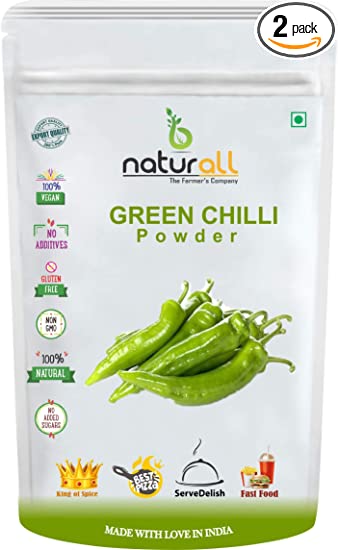 2
pack
EXPORT QUALITY
naturall
The Farmer's Company
100%
VEGAN
NO
ADDITIVES
GLUTEN
FREE
NON
GMO
100%
NATURAL
NO
ADDED
SUGARS
GREEN CHILLI
Powder
King of Spice
BEST
Pizza
ServeDelish
Fast Food
MADE WITH LOVE IN INDIA